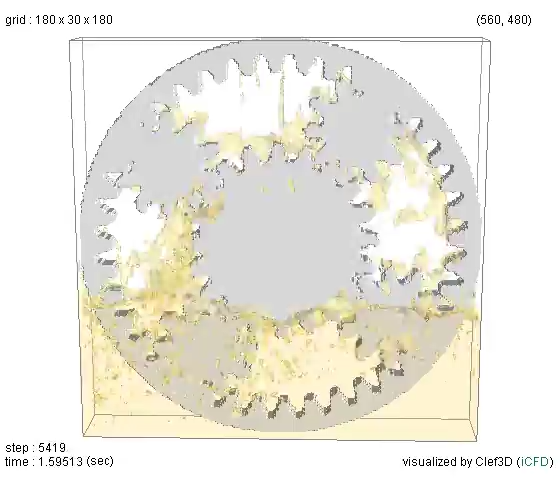 grid : 180 x 30 x 180
(560, 480)
step : 5419
time : 1.59513 (sec)
visualized by Clef3D (iCFD)